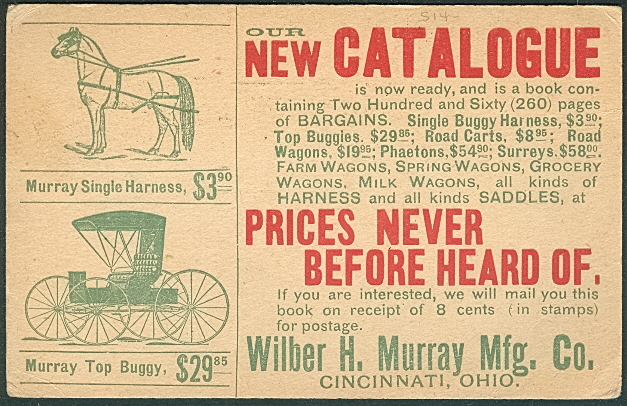 Murray Single Harness, $3 90
Murray Top Buggy, $29 85
514-
OUR
NEW CATALOGUE
is now ready, and is a book con-
taining Two Hundred and Sixty (260) pages
of BARGAINS. Single Buggy Harness, $3.90;
Top Buggies. $29 85; Road Carts, $8 95; Road
Wagons, $19 95; Phaetons, $54 90; Surreys. $58 00.
FARM WAGONS, SPRING WAGONS, GROCERY
WAGONS, MILK WAGONS, all kinds of
HARNESS and all kinds SADDLES, at
PRICES NEVER
BEFORE HEARD OF.
If you are interested, we will mail you this
book on receipt of 8 cents (in stamps)
for postage.
Wilber H. Murray Mfg. Co.
CINCINNATI, OHIO.